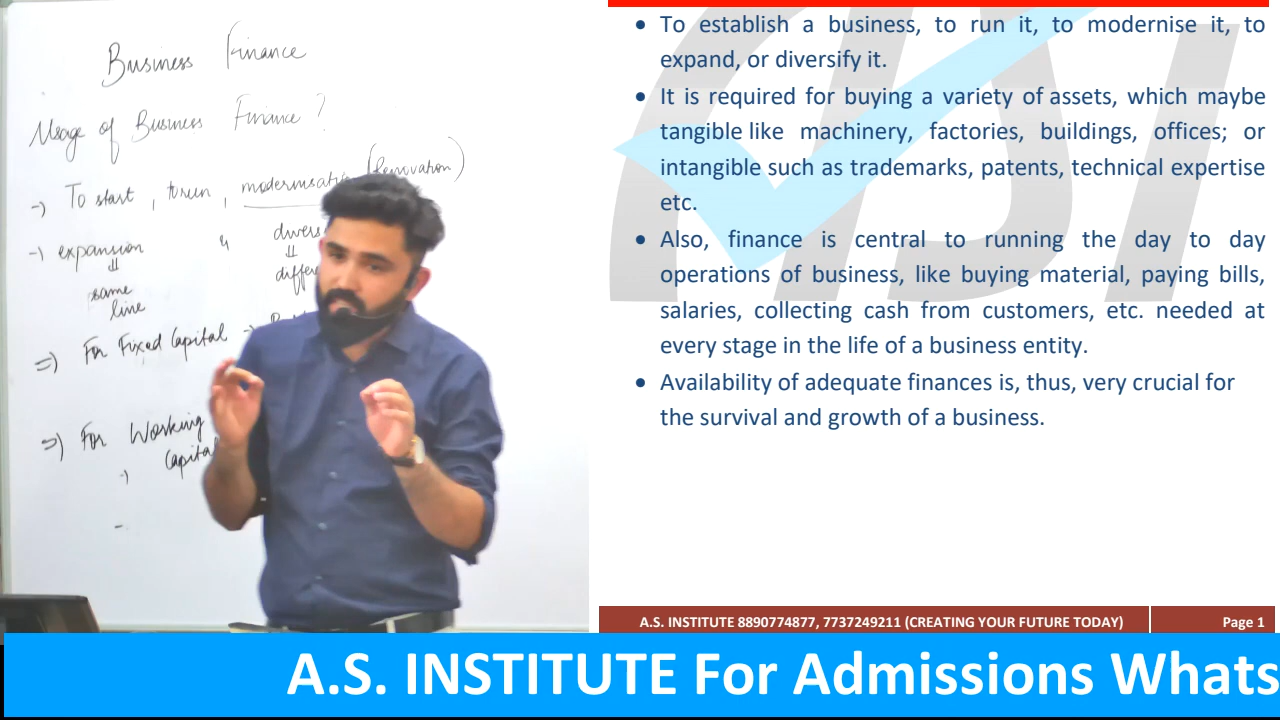 Business Finance
Usage of Business Finance?
-) To start, to run, modernisation (Renovation)
-) expansion & divers
⇓ ⇓
same differ
line
=) For Fixed Capital ->
=) For Working
Capital
-)
-
• To establish a business, to run it, to modernise it, to
expand, or diversify it.
• It is required for buying a variety of assets, which maybe
tangible like machinery, factories, buildings, offices; or
intangible such as trademarks, patents, technical expertise
etc.
• Also, finance is central to running the day to day
operations of business, like buying material, paying bills,
salaries, collecting cash from customers, etc. needed at
every stage in the life of a business entity.
• Availability of adequate finances is, thus, very crucial for
the survival and growth of a business.
A.S. INSTITUTE 8890774877, 7737249211 (CREATING YOUR FUTURE TODAY) Page 1
A.S. INSTITUTE For Admissions Whats